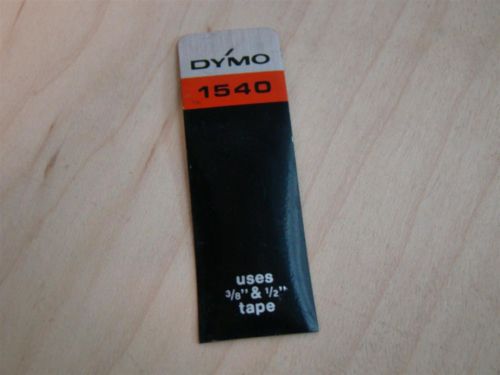 DYMO
1540
uses
3/8" & 1/2"
tape